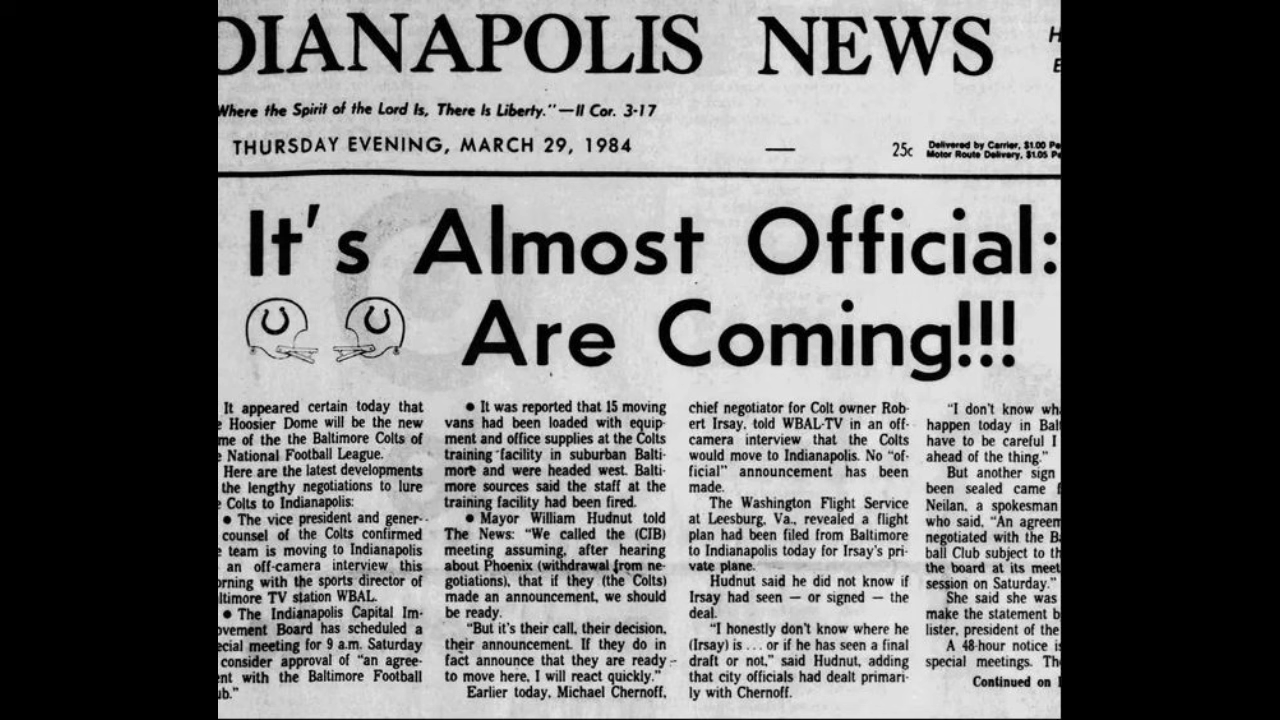 DIANAPOLIS NEWS
Where the Spirit of the Lord Is, There Is Liberty."—II Cor. 3-17
THURSDAY EVENING, MARCH 29, 1984 — 25c
Delivered by Carrier, $1.00 Pe
Motor Route Delivery, $1.05 P
It's Almost Official:
Are Coming!!!
It appeared certain today that
Hoosier Dome will be the new
me of the the Baltimore Colts of
National Football League.
Here are the latest developments
the lengthy negotiations to lure
Colts to Indianapolis:
● The vice president and gener-
counsel of the Colts confirmed
team is moving to Indianapolis
an off-camera interview this
orning with the sports director of
ltimore TV station WBAL.
● The Indianapolis Capital Im-
ovement Board has scheduled a
ecial meeting for 9 a.m. Saturday
consider approval of "an agree-
nt with the Baltimore Football
ub."
● It was reported that 15 moving
vans had been loaded with equip-
ment and office supplies at the Colts
training facility in suburban Balti-
more and were headed west. Balti-
more sources said the staff at the
training facility had been fired.
● Mayor William Hudnut told
The News: "We called the (CIB)
meeting assuming, after hearing
about Phoenix (withdrawal from ne-
gotiations), that if they (the Colts)
made an announcement, we should
be ready.
"But it's their call, their decision,
their announcement. If they do in
fact announce that they are ready
to move here, I will react quickly."
Earlier today, Michael Chernoff,
chief negotiator for Colt owner Rob-
ert Irsay, told WBAL-TV in an off-
camera interview that the Colts
would move to Indianapolis. No "of-
ficial" announcement has been
made.
The Washington Flight Service
at Leesburg, Va., revealed a flight
plan had been filed from Baltimore
to Indianapolis today for Irsay's pri-
vate plane.
Hudnut said he did not know if
Irsay had seen — or signed — the
deal.
"I honestly don't know where he
(Irsay) is . . . or if he has seen a final
draft or not," said Hudnut, adding
that city officials had dealt primari-
ly with Chernoff.
"I don't know wh
happen today in Bal
have to be careful I
ahead of the thing."
But another sign
been sealed came f
Neilan, a spokesman
who said, "An agreem
negotiated with the Ba
ball Club subject to th
the board at its meet
session on Saturday."
She said she was
make the statement b
lister, president of the
A 48-hour notice is
special meetings. Th
Continued on